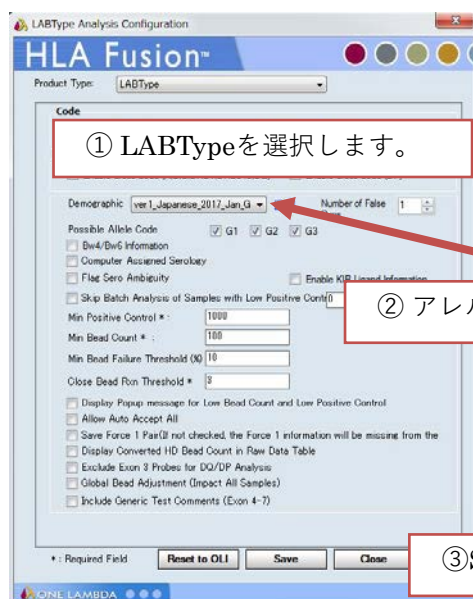 LABType Analysis Configuration
HLA Fusion™
Product Type: LABType
Code
① LABTypeを選択します。
Demographic ver1_Japanese_2017_Jan_G Number of False 1
Possible Allele Code G1 G2 G3
Bw4/Bw6 Infomation
Computer Assigned Serology
Flag Sero Ambiguity Enable KIR Ligand Information
Skip Batch Analysis of Samples with Low Positive Control
② アレル
Min Positive Control * : 1000
Min Bead Count * : 100
Min Bead Failure Threshold (%) 10
Close Bead Rxn Threshold * 3
Display Popup message for Low Bead Count and Low Positive Control
Allow Auto Accept All
Save Force 1 Pair(If not checked, the Force 1 information will be missing from the
Display Converted HD Bead Count in Raw Data Table
Exclude Exon 3 Probes for DQ/DP Analysis
Global Bead Adjustment (Impact All Samples)
Include Generic Test Comments (Exon 4-7)
* : Required Field Reset to OLI Save Close
③S
ONE LAMBDA